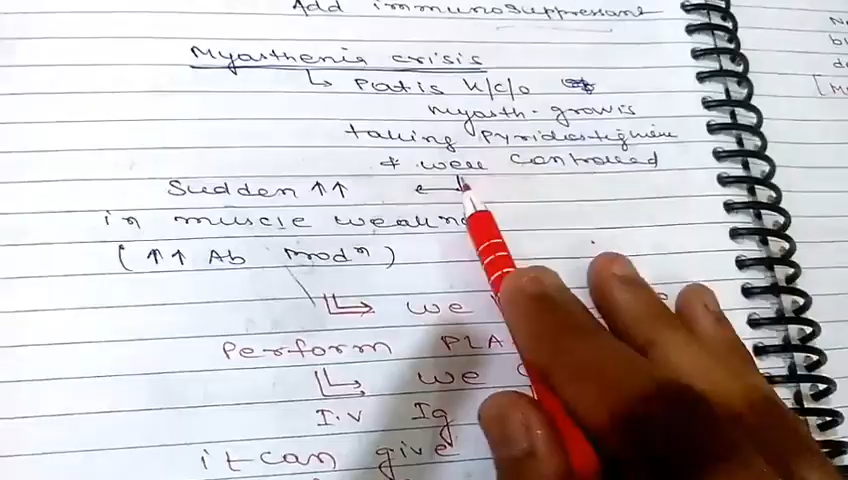 Add immunosuppressant
Myasthenia crisis
↳ Pat is k/c/o
myasth. gravis
taking pyridostigmine
& well controlled
Sudden ↑↑ ←
in muscle weakn
(↑↑ Ab prodⁿ)
→ we
Perform PLA
→ we
I.V Ig
it can give